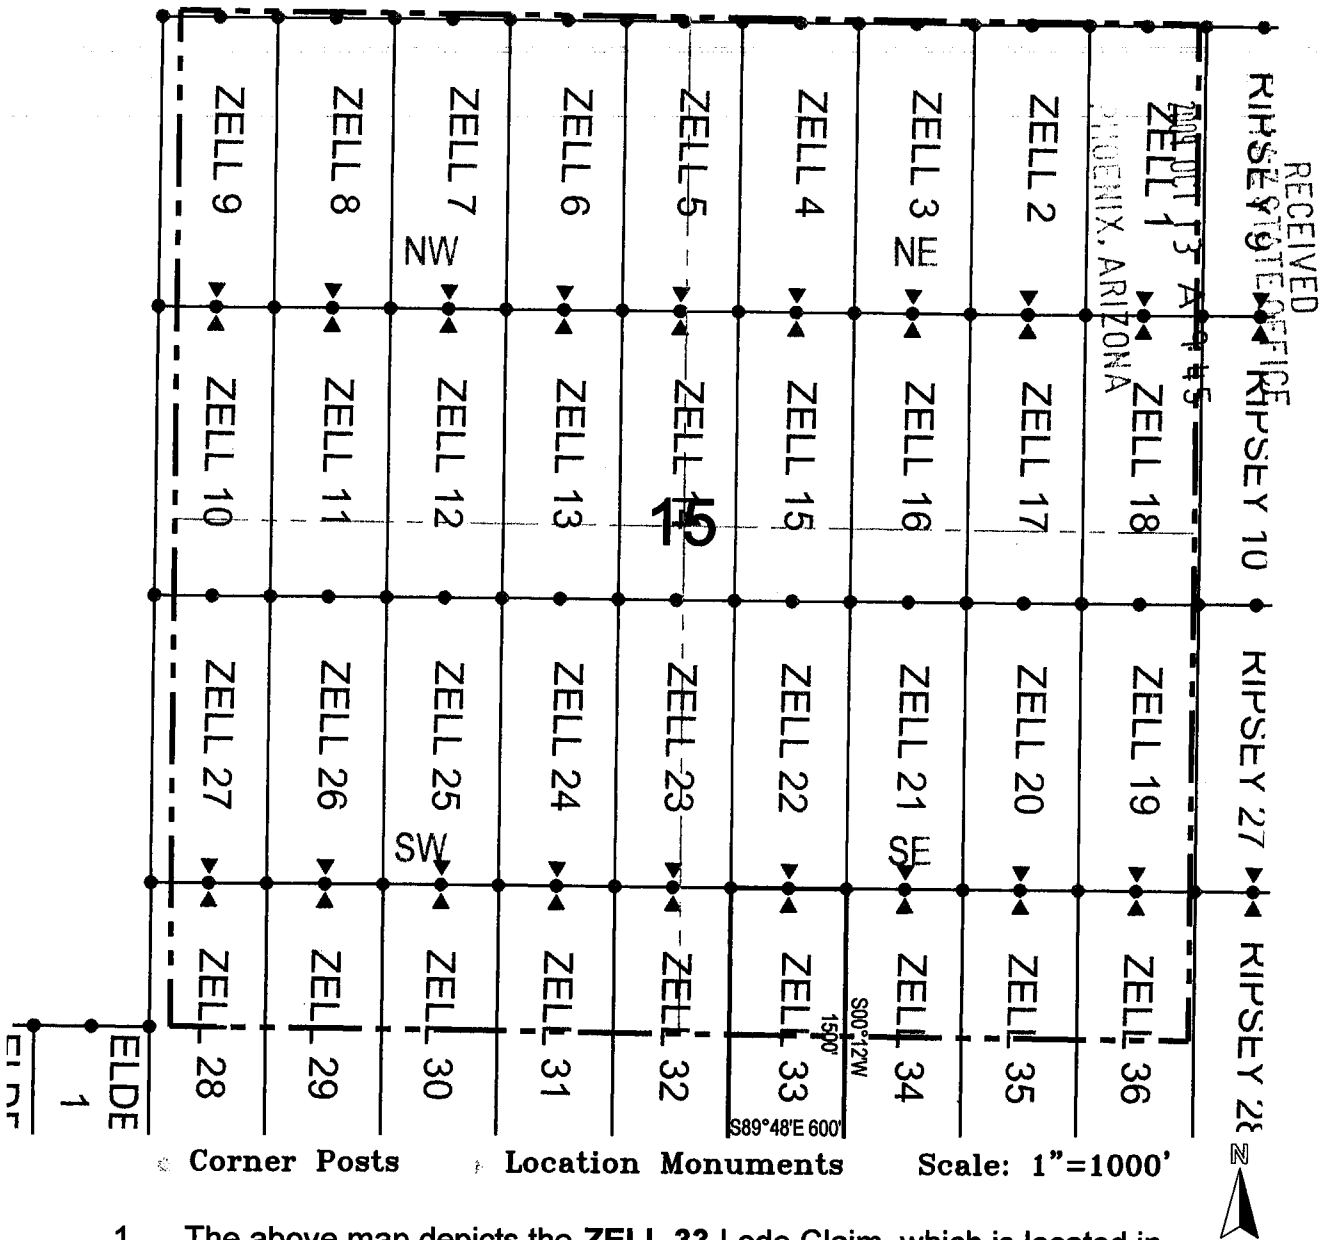 ZELL 9
ZELL 8
ZELL 7
ZELL 6
ZELL 5
ZELL 4
ZELL 3
ZELL 2
ZELL 1
RIPSEY 9
RECEIVED
STATE OFFICE
OCT 13 A 9:45
PHOENIX, ARIZONA
NW
NE
ZELL 10
ZELL 11
ZELL 12
ZELL 13
ZELL
ZELL 15
ZELL 16
ZELL 17
ZELL 18
RIPSEY 10
15
ZELL 27
ZELL 26
ZELL 25
ZELL 24
ZELL 23
ZELL 22
ZELL 21
ZELL 20
ZELL 19
RIPSEY 27
SW
SE
ZELL 28
ZELL 29
ZELL 30
ZELL 31
ZELL 32
ZELL 33
ZELL 34
ZELL 35
ZELL 36
RIPSEY 28
S00°12'W
1500'
S89°48'E 600'
ELDE
1
Corner Posts Location Monuments Scale: 1"=1000'
N
1. The above map depicts the ZELL 33 Lode Claim, which is located in